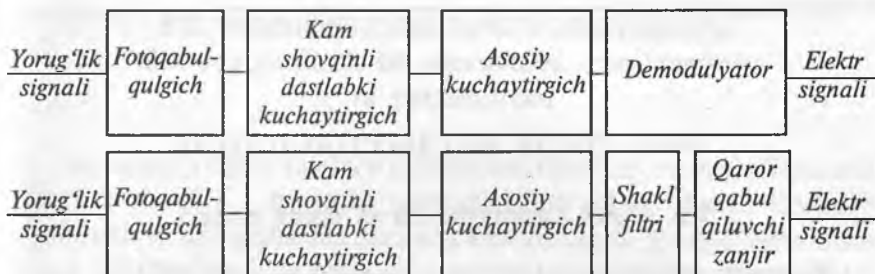 Yorug‘lik
signali
Fotoqabul-
qulgich
Kam
shovqinli
dastlabki
kuchaytirgich
Asosiy
kuchaytirgich
Demodulyator
Elektr
signali
Yorug‘lik
signali
Fotoqabul-
qulgich
Kam
shovqinli
dastlabki
kuchaytirgich
Asosiy
kuchaytirgich
Shakl
filtri
Qaror
qabul
qiluvchi
zanjir
Elektr
signali